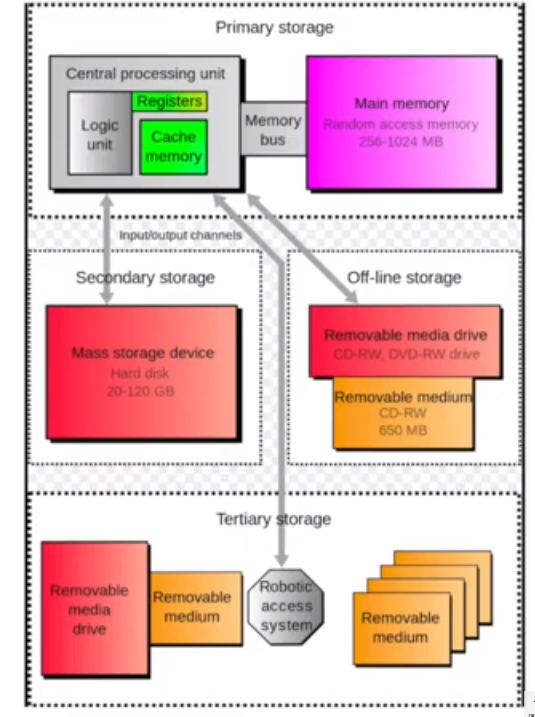 Primary storage
Central processing unit
Registers
Logic
unit
Cache
memory
Memory
bus
Main memory
Random access memory
256-1024 MB
Input/output channels
Secondary storage
Mass storage device
Hard disk
20-120 GB
Off-line storage
Removable media drive
CD-RW, DVD-RW drive
Removable medium
CD-RW
650 MB
Tertiary storage
Removable
media
drive
Removable
medium
Robotic
access
system
Removable
medium